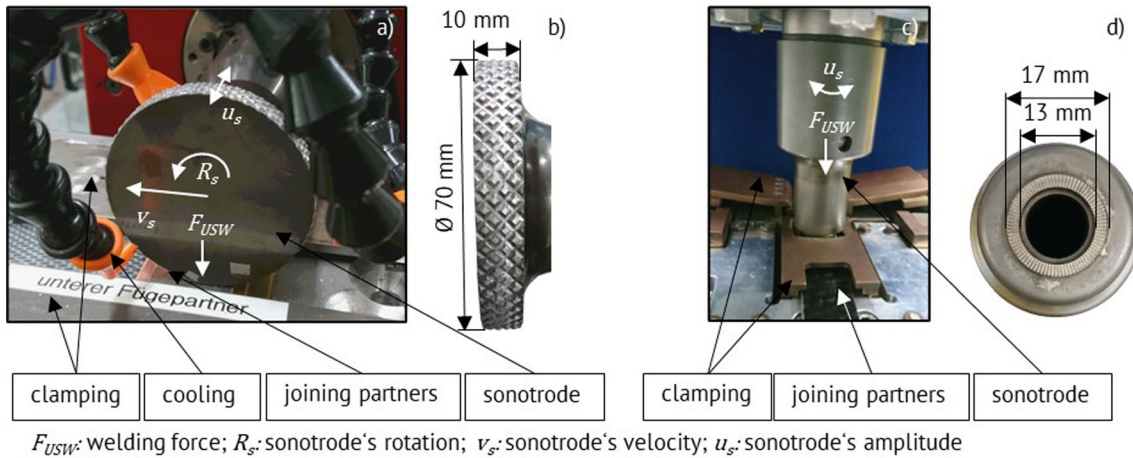 a)
u_s
R_s
v_s
F_USW
unterer Fügepartner
b)
10 mm
Ø 70 mm
c)
u_s
F_USW
d)
17 mm
13 mm
clamping
cooling
joining partners
sonotrode
clamping
joining partners
sonotrode
F_USW: welding force; R_s: sonotrode‘s rotation; v_s: sonotrode‘s velocity; u_s: sonotrode‘s amplitude